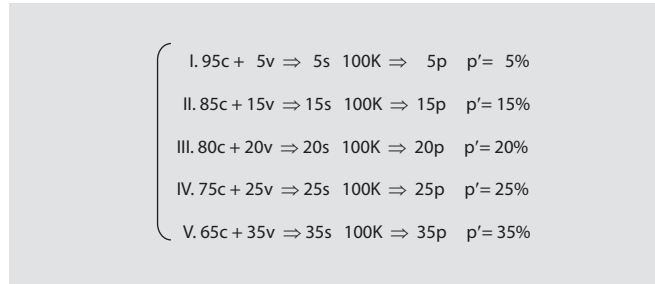 I. 95c + 5v ⇒ 5s 100K ⇒ 5p p′= 5%
II. 85c + 15v ⇒ 15s 100K ⇒ 15p p′= 15%
III. 80c + 20v ⇒ 20s 100K ⇒ 20p p′= 20%
IV. 75c + 25v ⇒ 25s 100K ⇒ 25p p′= 25%
V. 65c + 35v ⇒ 35s 100K ⇒ 35p p′= 35%